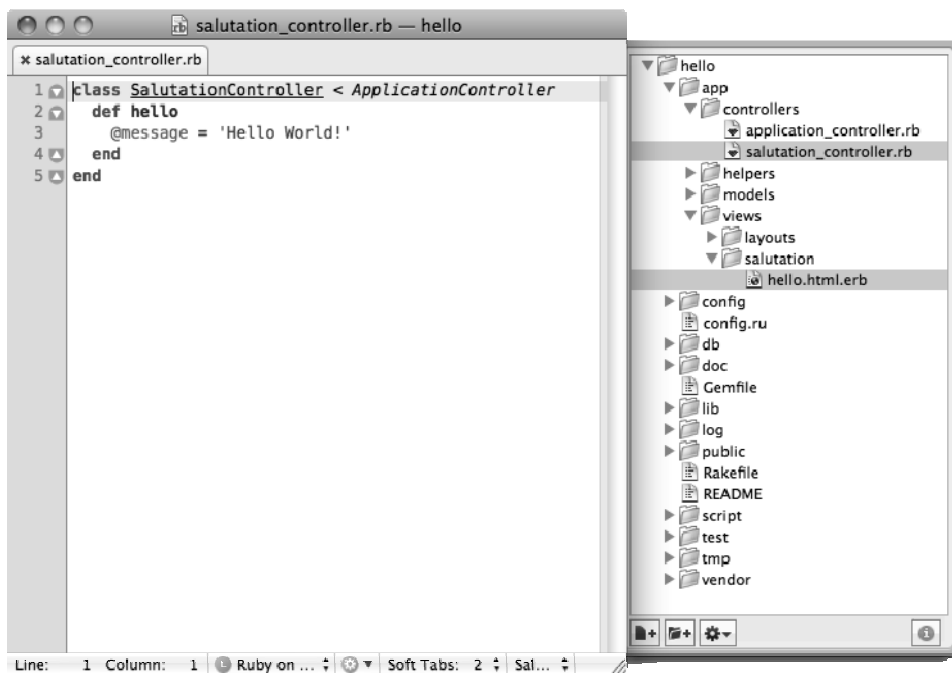 salutation_controller.rb — hello
salutation_controller.rb
1 class SalutationController < ApplicationController
2   def hello
3     @message = 'Hello World!'
4   end
5 end
Line: 1 Column: 1 Ruby on ... Soft Tabs: 2 Sal...
hello
app
controllers
application_controller.rb
salutation_controller.rb
helpers
models
views
layouts
salutation
hello.html.erb
config
config.ru
db
doc
Gemfile
lib
log
public
Rakefile
README
script
test
tmp
vendor